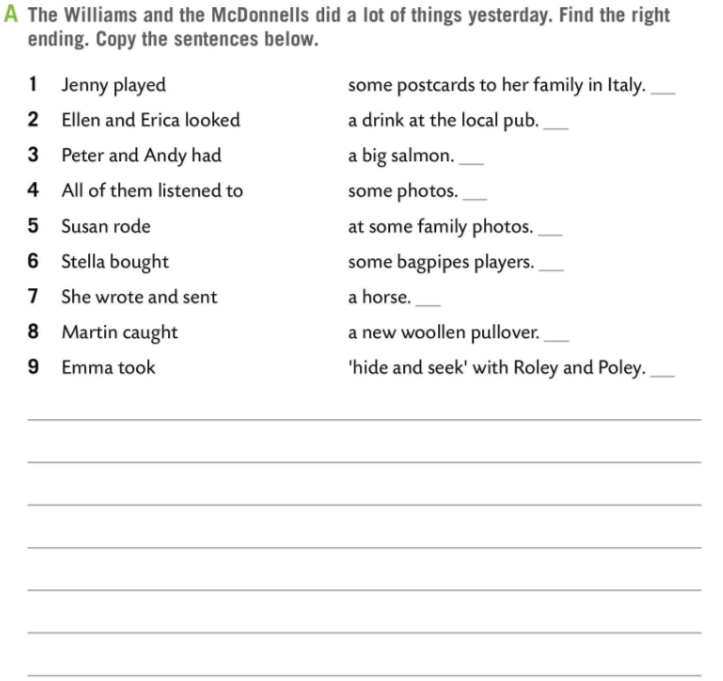 A The Williams and the McDonnells did a lot of things yesterday. Find the right
ending. Copy the sentences below.
1 Jenny played some postcards to her family in Italy. ___
2 Ellen and Erica looked a drink at the local pub. ___
3 Peter and Andy had a big salmon. ___
4 All of them listened to some photos. ___
5 Susan rode at some family photos. ___
6 Stella bought some bagpipes players. ___
7 She wrote and sent a horse. ___
8 Martin caught a new woollen pullover. ___
9 Emma took 'hide and seek' with Roley and Poley. ___